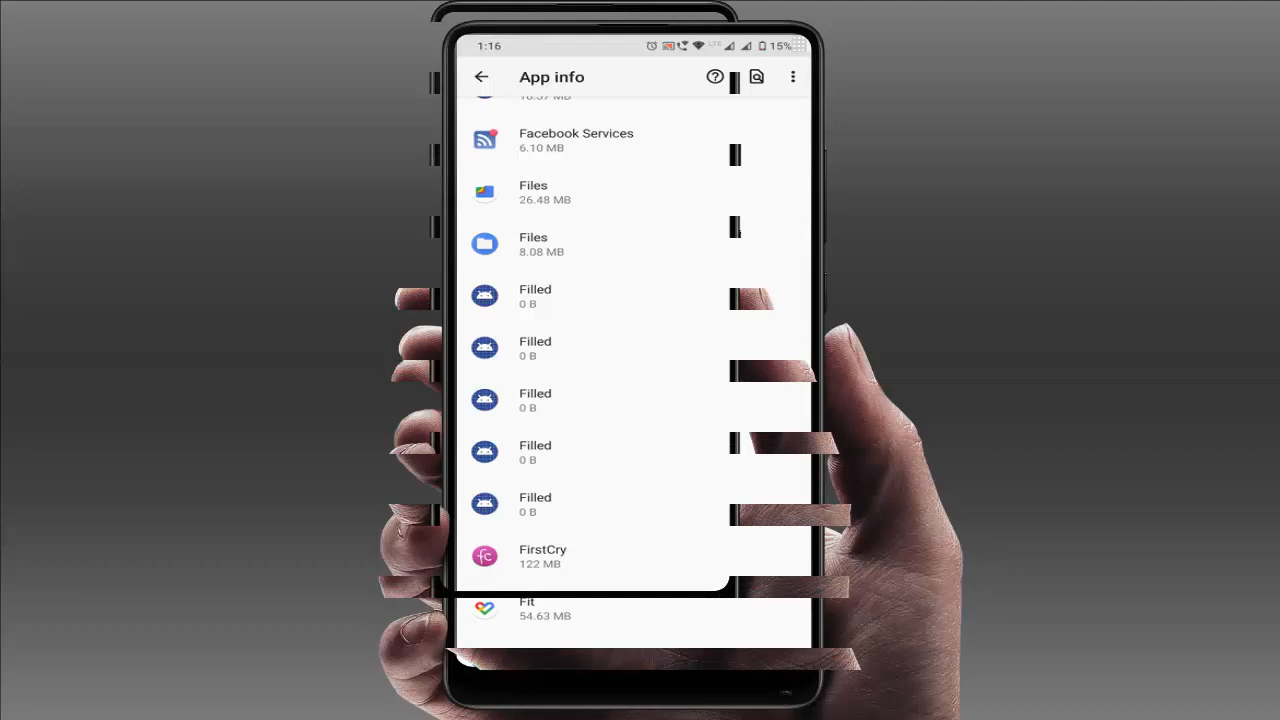 1:16
LTE
15%
App info
Facebook Services
6.10 MB
Files
26.48 MB
Files
8.08 MB
Filled
0 B
Filled
0 B
Filled
0 B
Filled
0 B
Filled
0 B
FirstCry
122 MB
Fit
54.63 MB